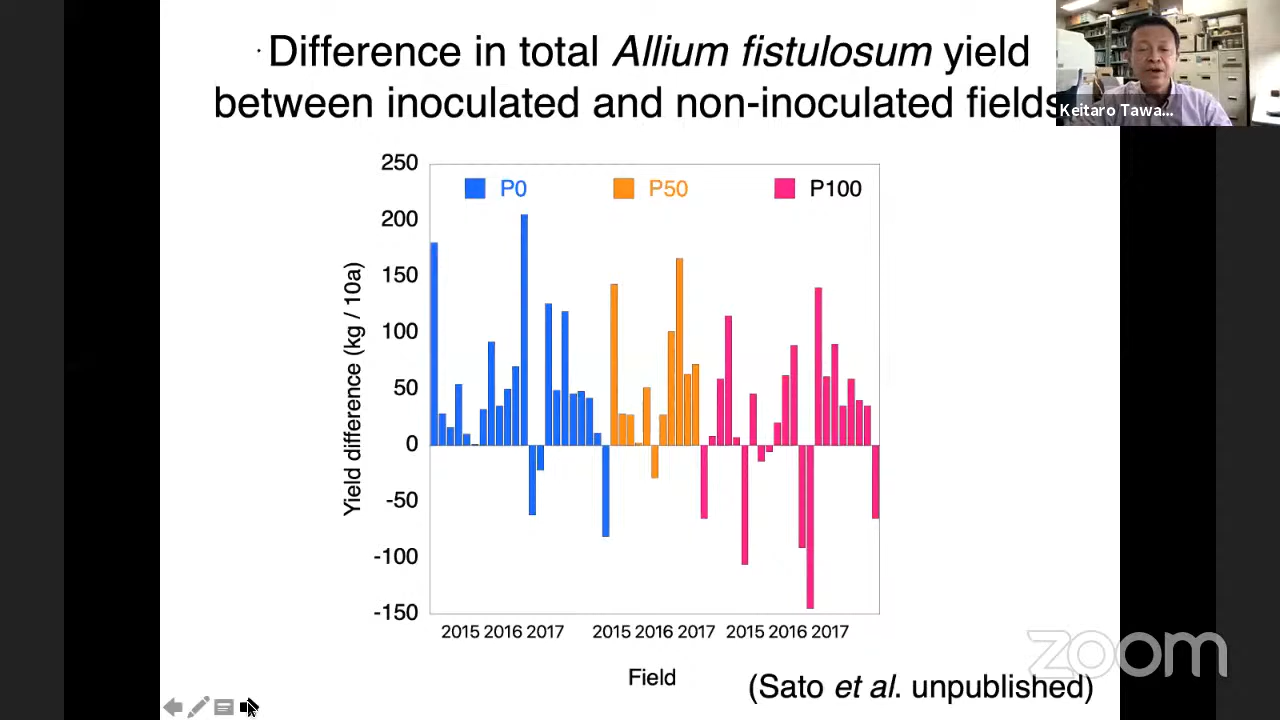 Difference in total Allium fistulosum yield
between inoculated and non-inoculated fields
Keitaro Tawa...
250
200
150
100
50
0
-50
-100
-150
P0
P50
P100
Yield difference (kg / 10a)
2015 2016 2017
2015 2016 2017
2015 2016 2017
Field
(Sato et al. unpublished)
zoom